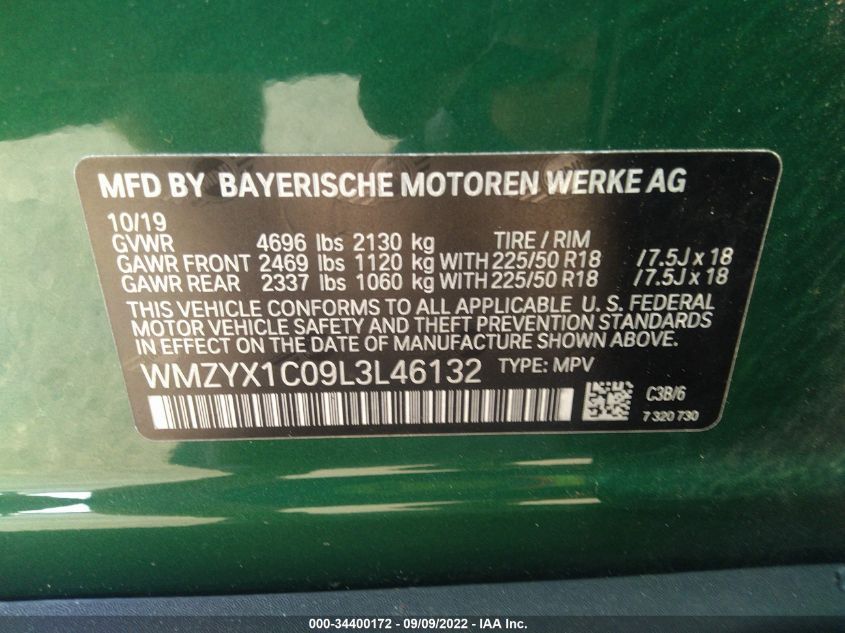 MFD BY BAYERISCHE MOTOREN WERKE AG
10/19
GVWR 4696 lbs 2130 kg TIRE / RIM
GAWR FRONT 2469 lbs 1120 kg WITH 225/50 R18 / 7.5J x 18
GAWR REAR 2337 lbs 1060 kg WITH 225/50 R18 / 7.5J x 18
THIS VEHICLE CONFORMS TO ALL APPLICABLE U. S. FEDERAL
MOTOR VEHICLE SAFETY AND THEFT PREVENTION STANDARDS
IN EFFECT ON THE DATE OF MANUFACTURE SHOWN ABOVE.
WMZYX1C09L3L46132 TYPE: MPV
C3B/6
7 320 730
000-34400172 - 09/09/2022 - IAA Inc.